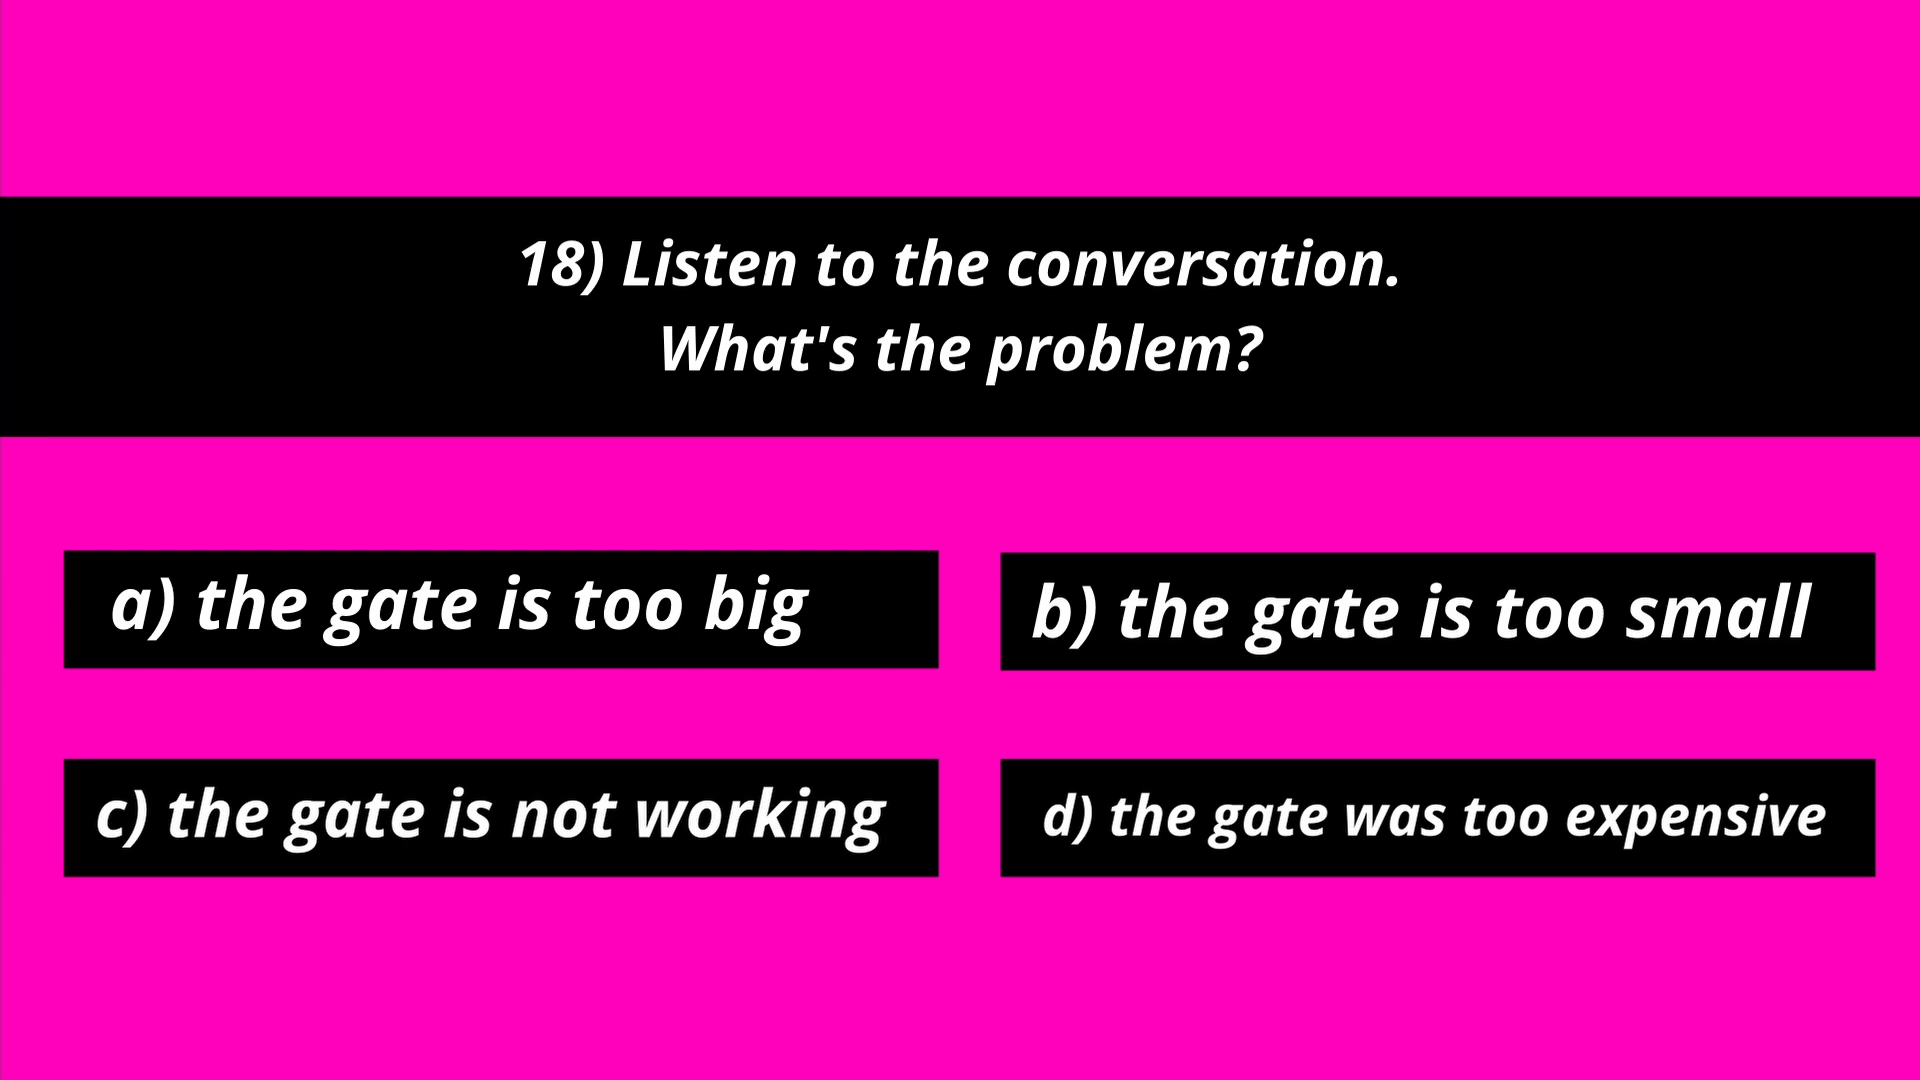 18) Listen to the conversation.
What's the problem?
a) the gate is too big
b) the gate is too small
c) the gate is not working
d) the gate was too expensive